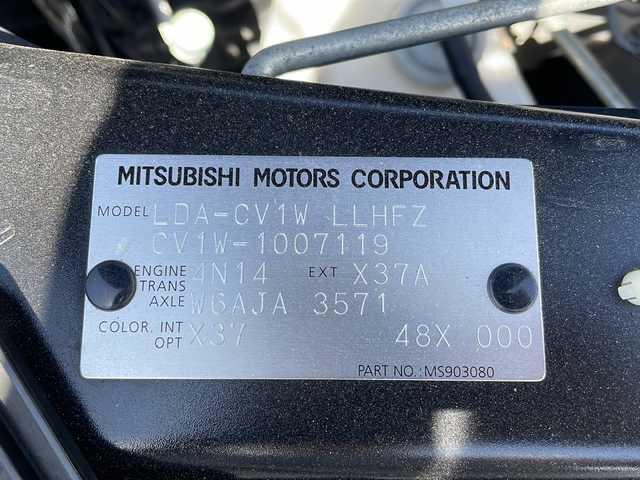 MITSUBISHI MOTORS CORPORATION
MODEL LDA-CV1W LLHFZ
CV1W-1007119
ENGINE 4N14 EXT X37A
TRANS AXLE W6AJA 3571
COLOR. INT OPT X37 48X 000
PART NO.:MS903080